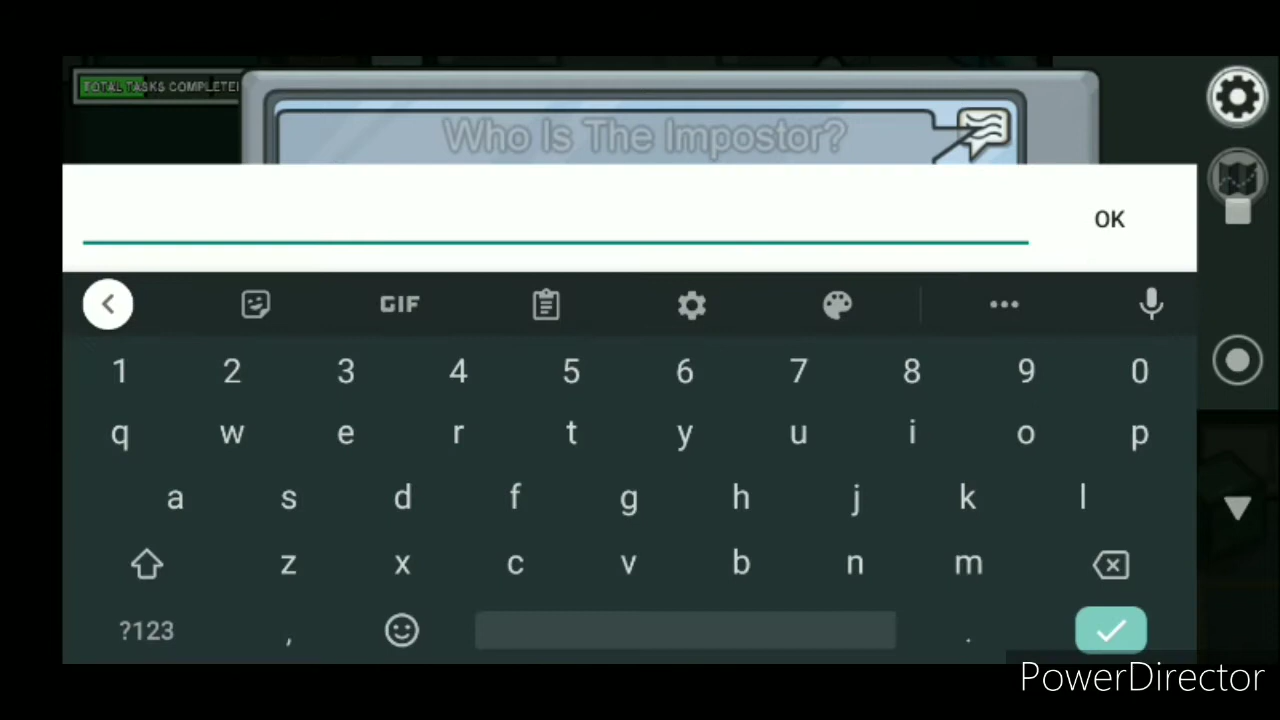 TOTAL TASKS COMPLETE
Who Is The Impostor?
OK
GIF
1 2 3 4 5 6 7 8 9 0
q w e r t y u i o p
a s d f g h j k l
z x c v b n m
?123 , .
PowerDirector